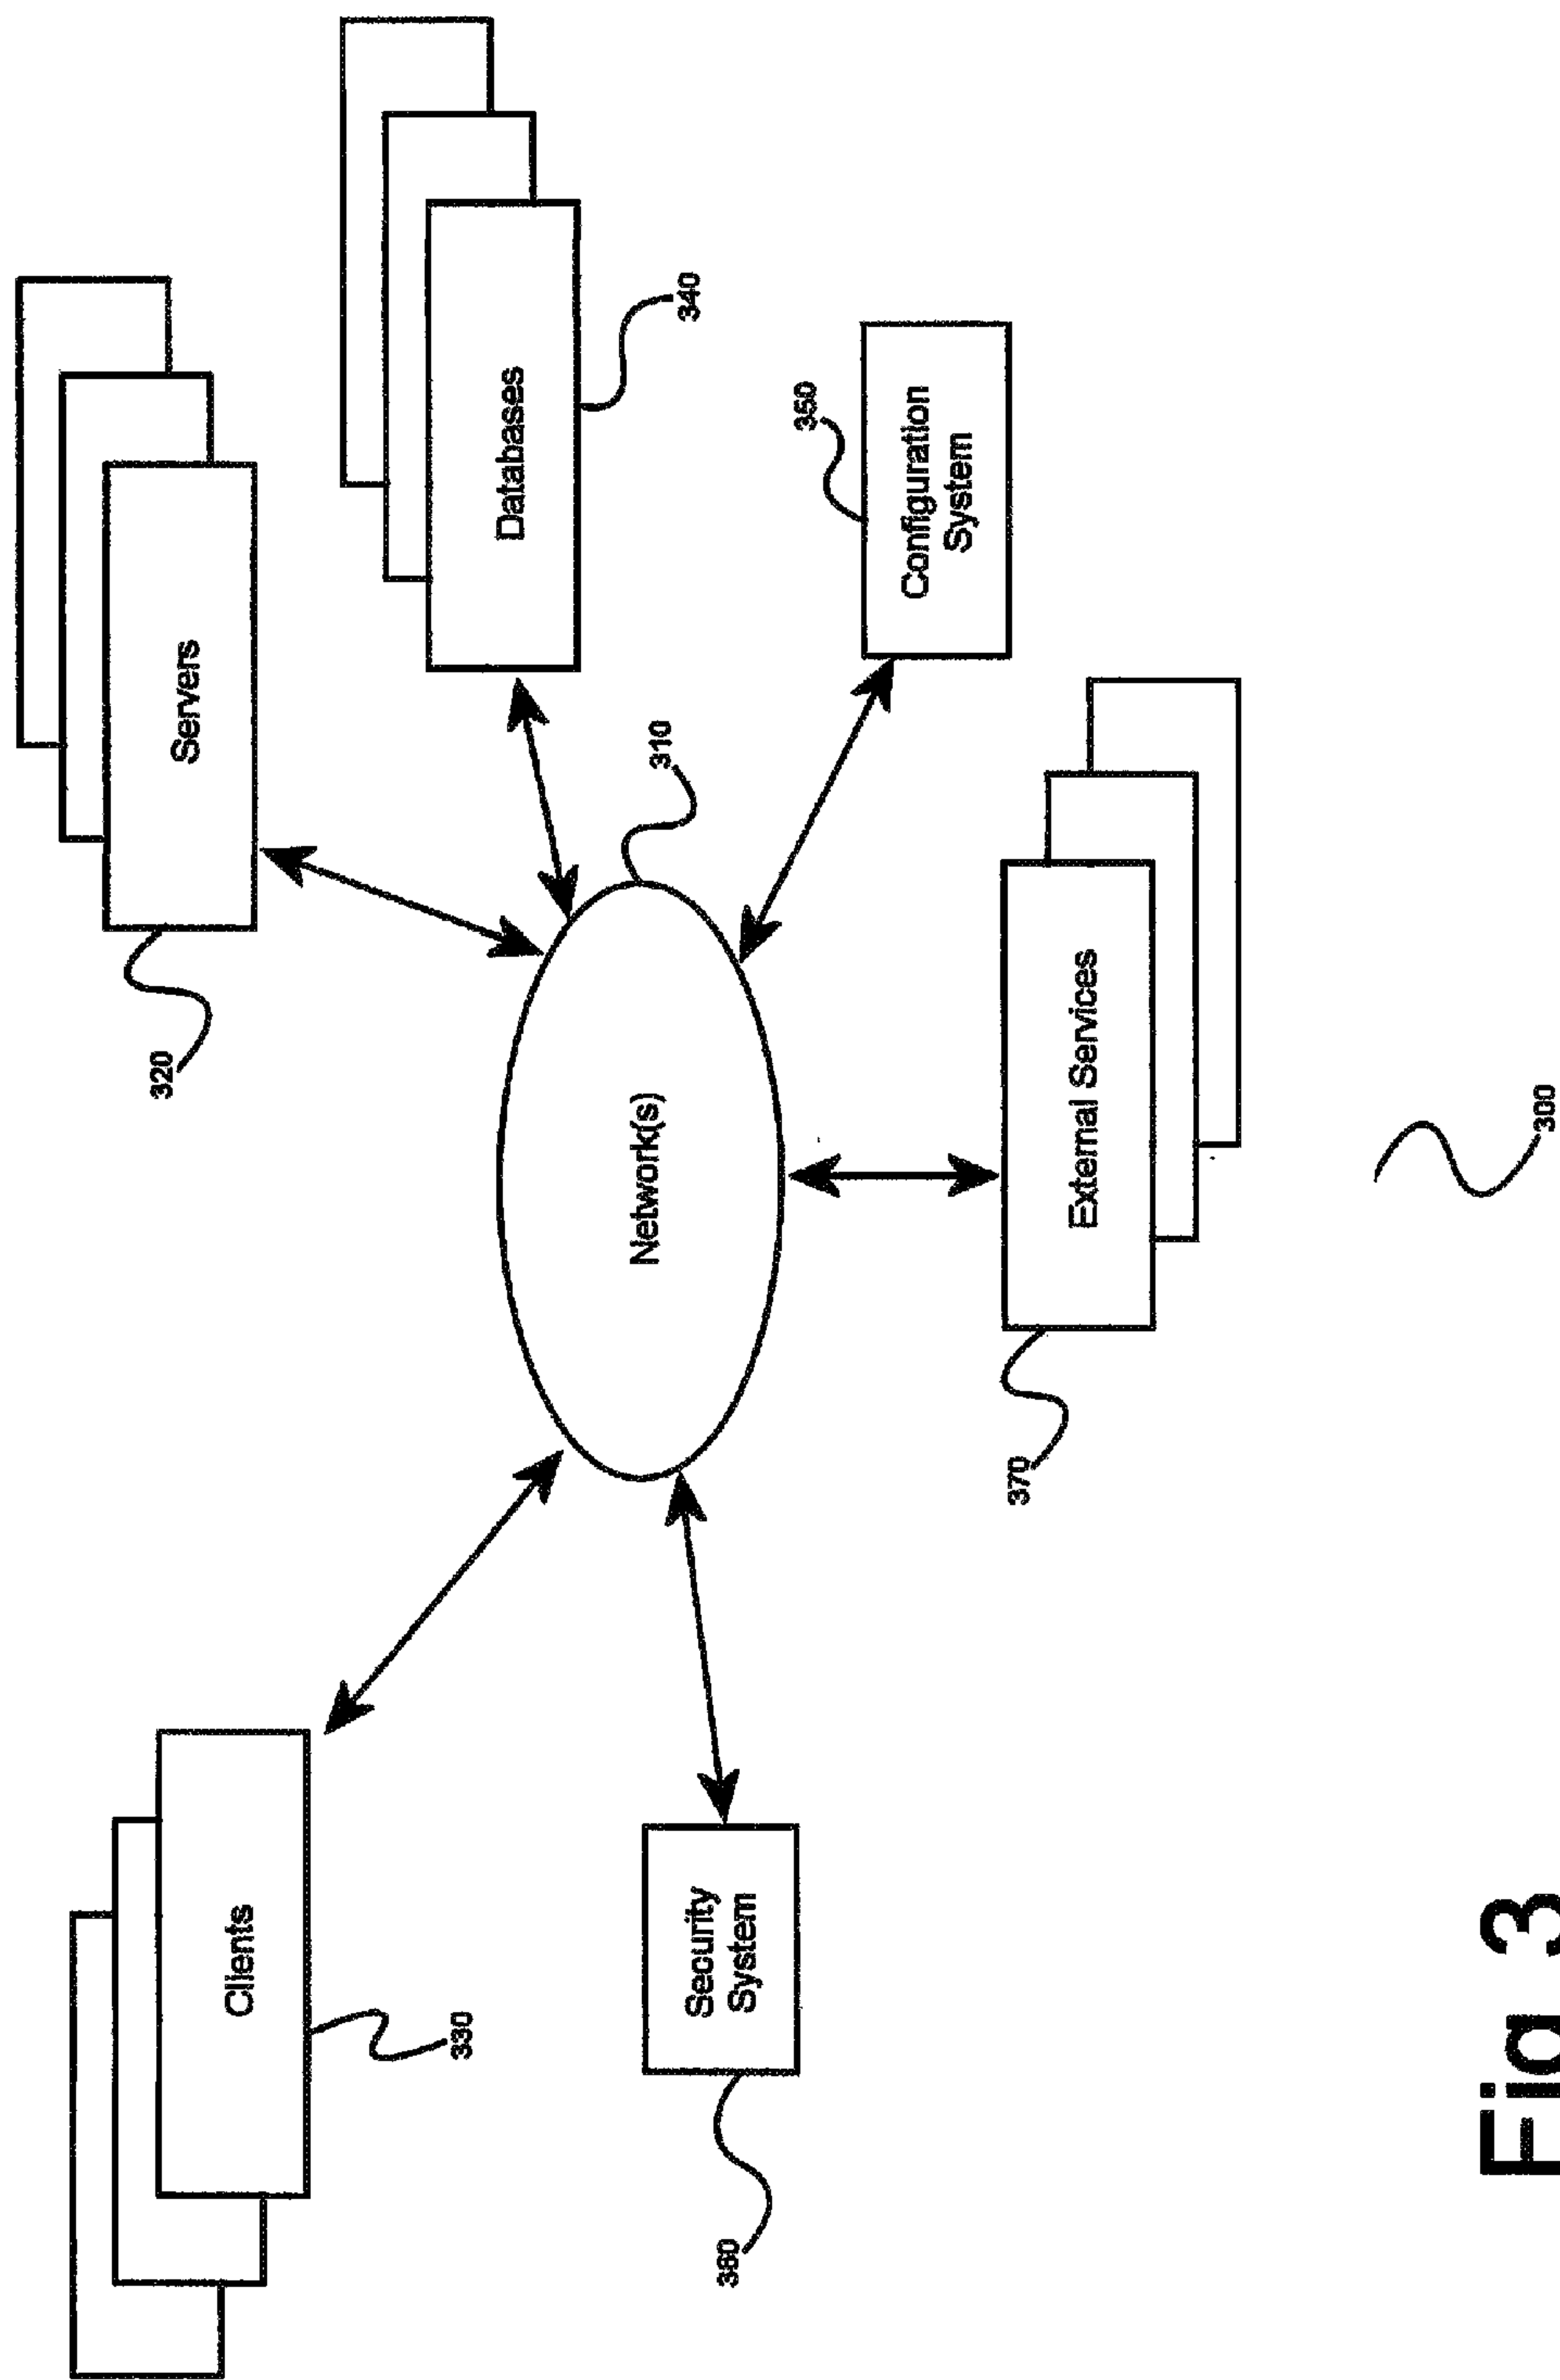 320
Servers
Clients
330
Databases
Network(s)
310
340
Security
System
360
350
Configuration
System
370
External Services
Fig 3
300